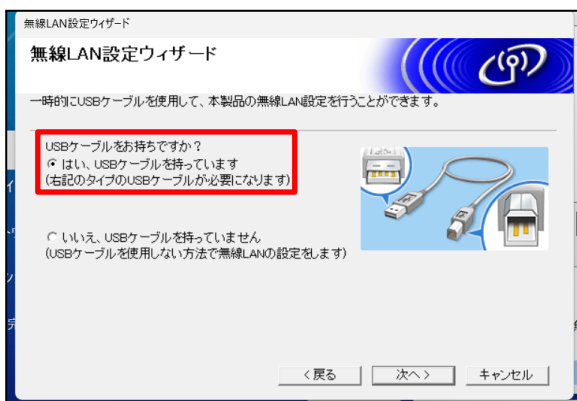 無線LAN設定ウィザード
無線LAN設定ウィザード
一時的にUSBケーブルを使用して、本製品の無線LAN設定を行うことができます。
USBケーブルをお持ちですか？
はい、USBケーブルを持っています
(右記のタイプのUSBケーブルが必要になります)
いいえ、USBケーブルを持っていません
(USBケーブルを使用しない方法で無線LANの設定をします)
< 戻る
次へ >
キャンセル